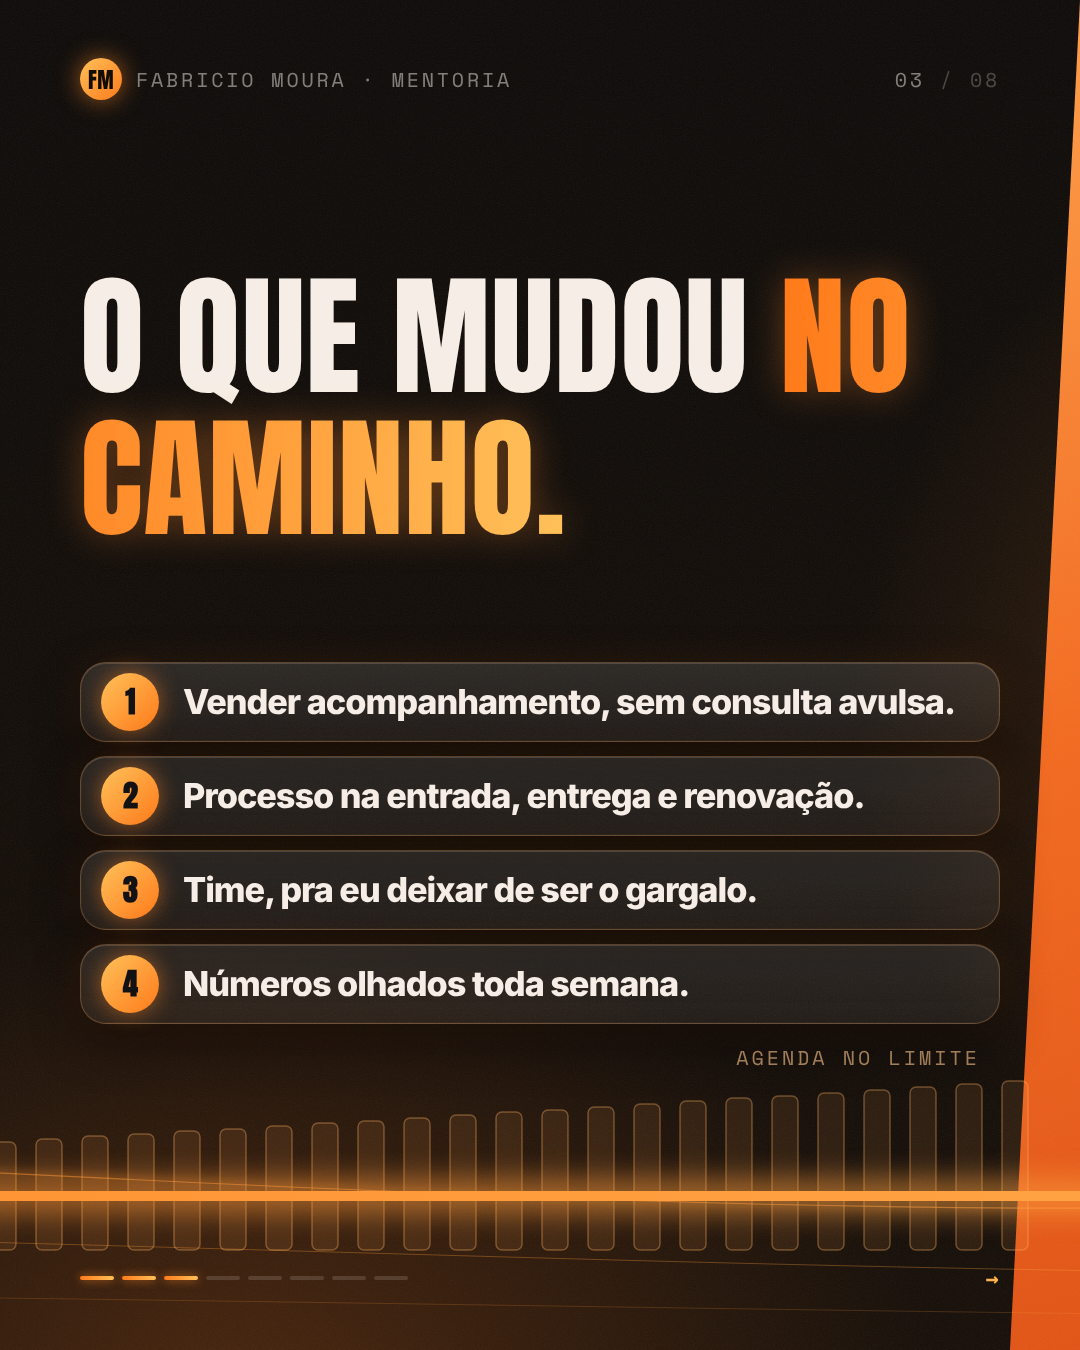 FM FABRICIO MOURA · MENTORIA
03 / 08
O QUE MUDOU NO
CAMINHO.
1 Vender acompanhamento, sem consulta avulsa.
2 Processo na entrada, entrega e renovação.
3 Time, pra eu deixar de ser o gargalo.
4 Números olhados toda semana.
AGENDA NO LIMITE
→